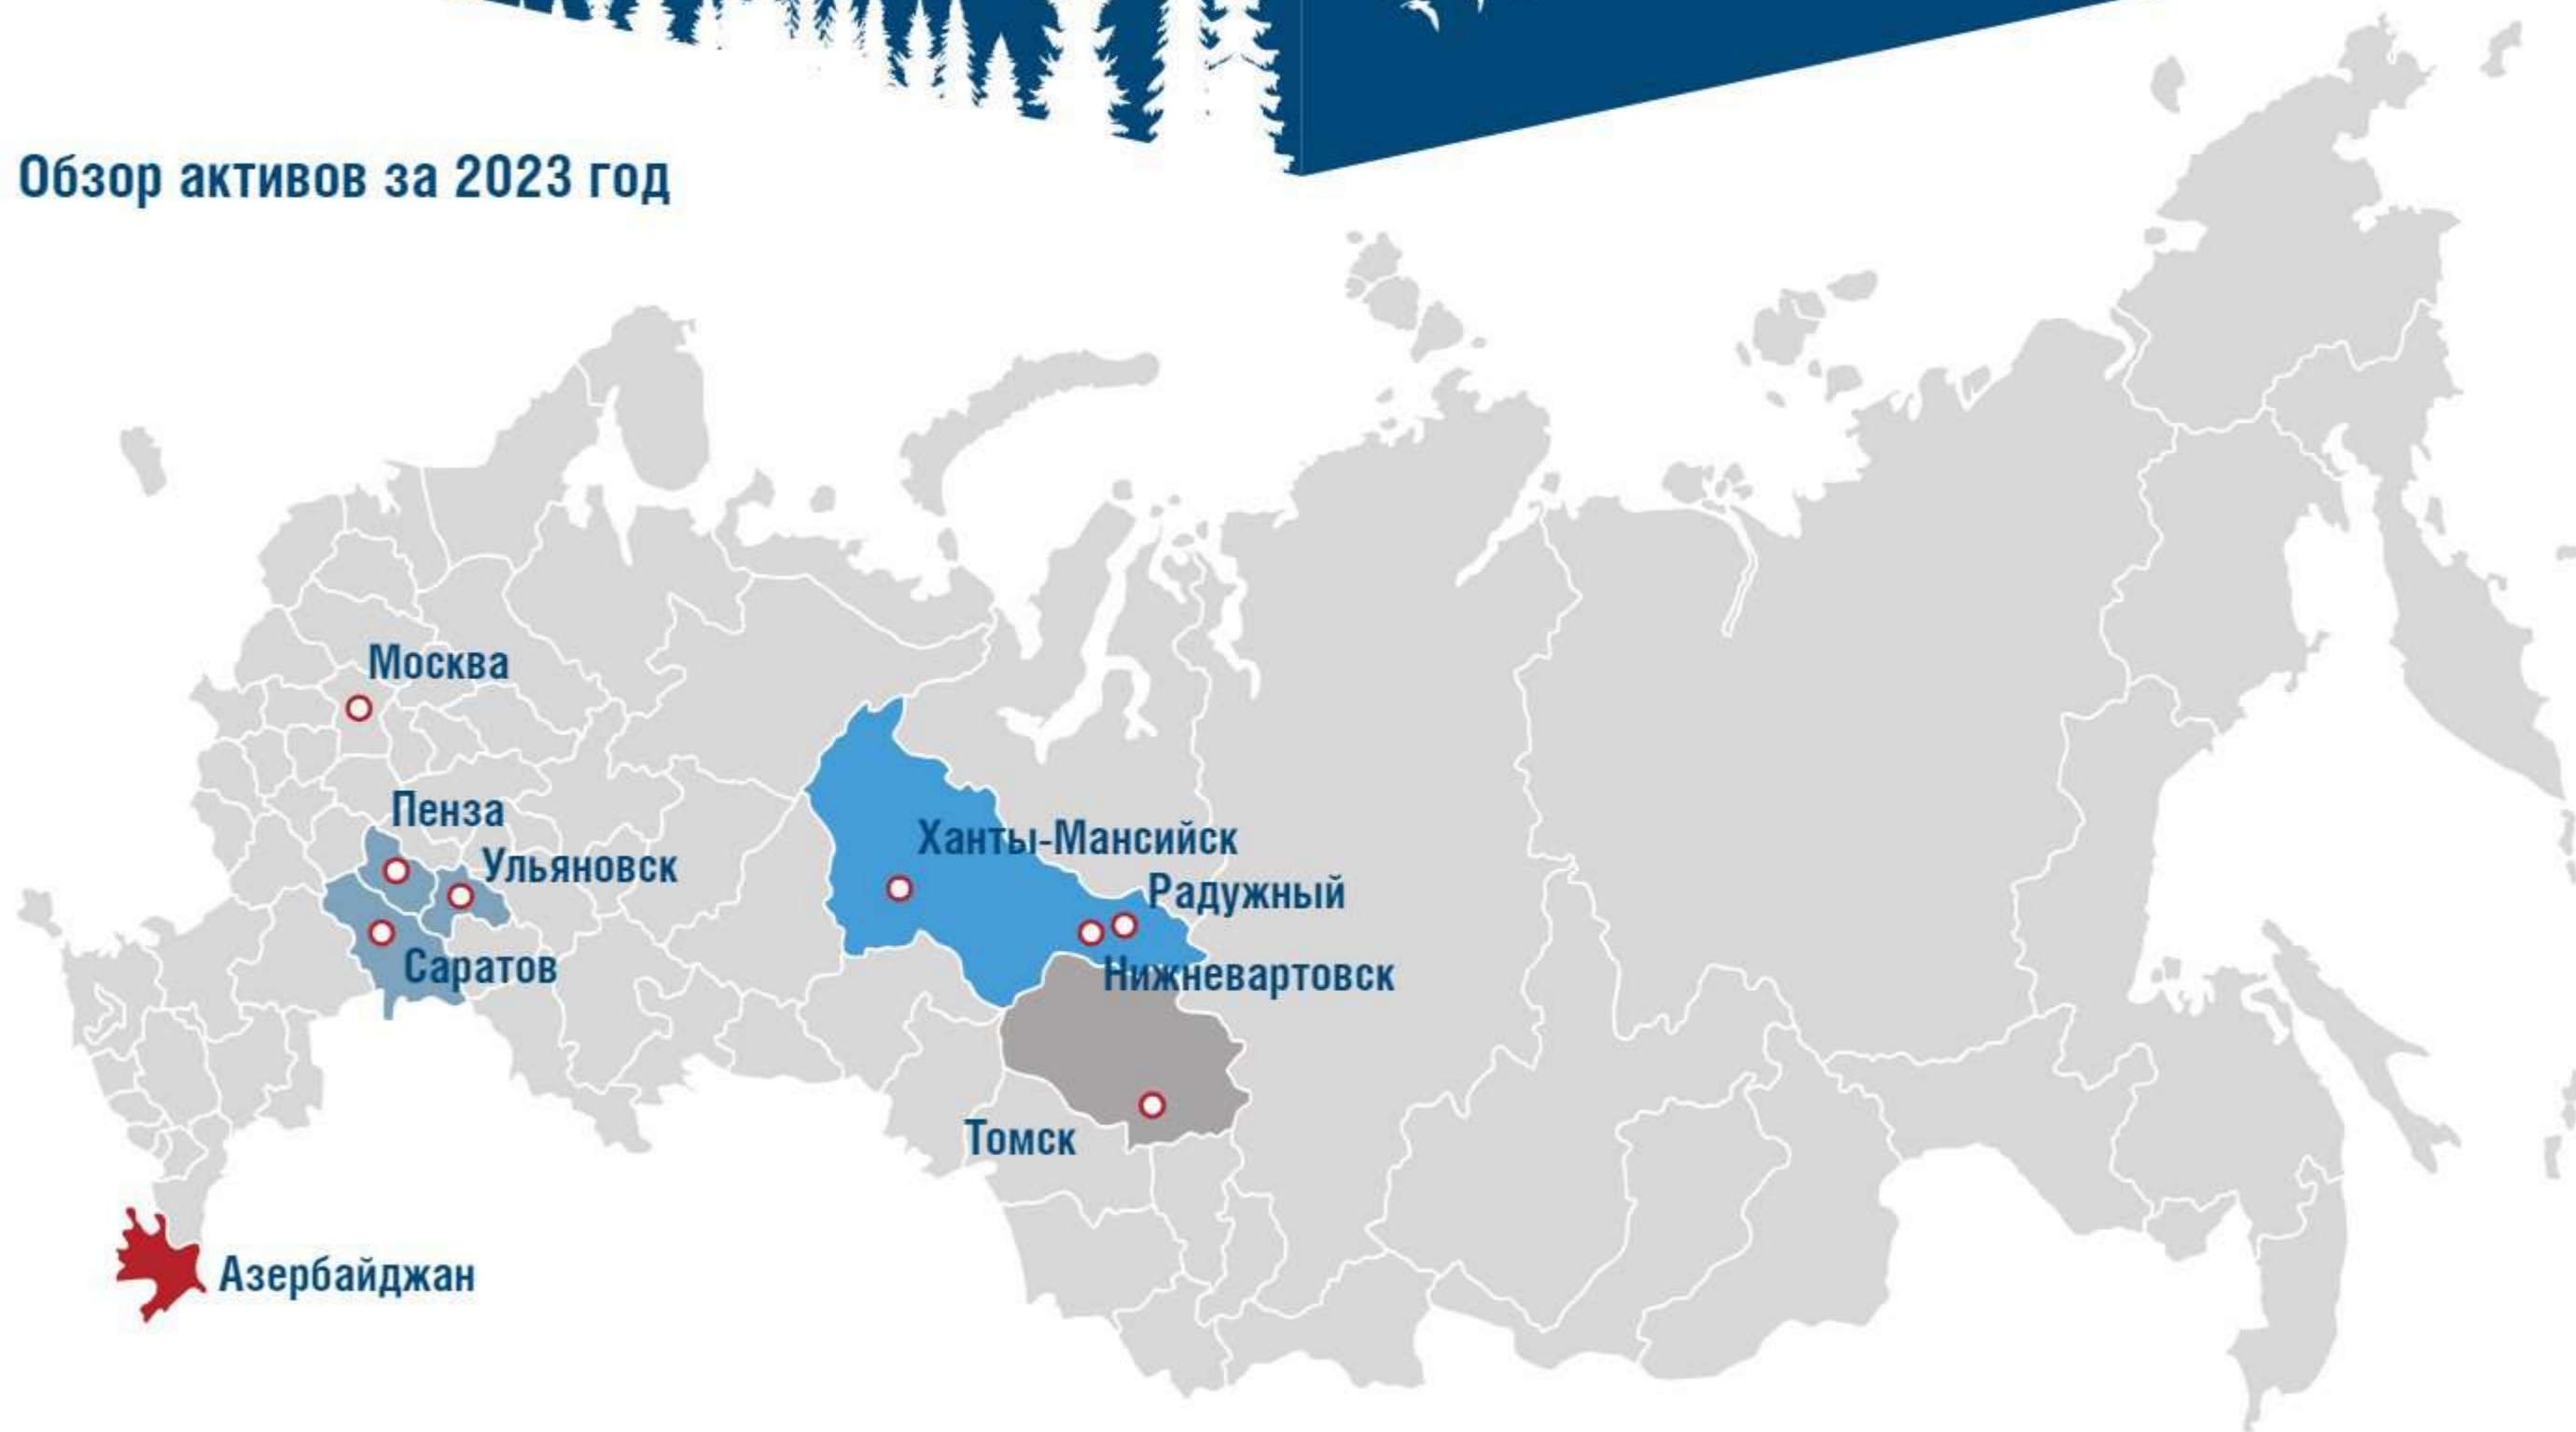 Обзор активов за 2023 год
Москва
Пенза
Ульяновск
Саратов
Ханты-Мансийск
Радужный
Нижневартовск
Томск
Азербайджан